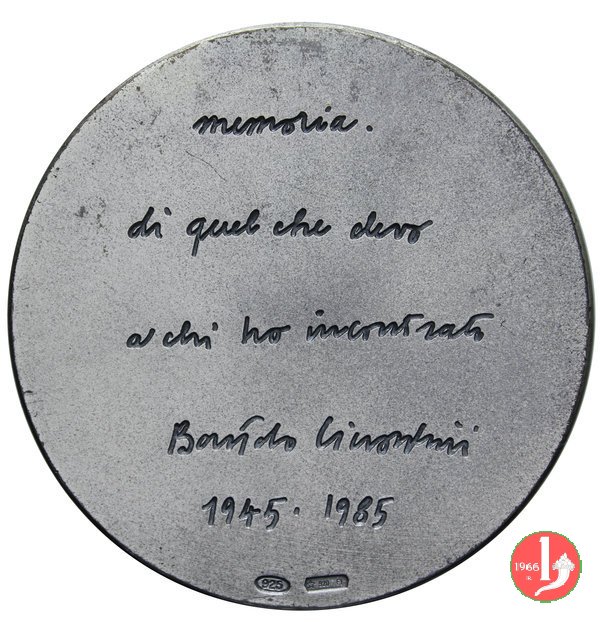 memoria.
di quel che devo
a chi ho incontrato
1945. 1985
925
1966